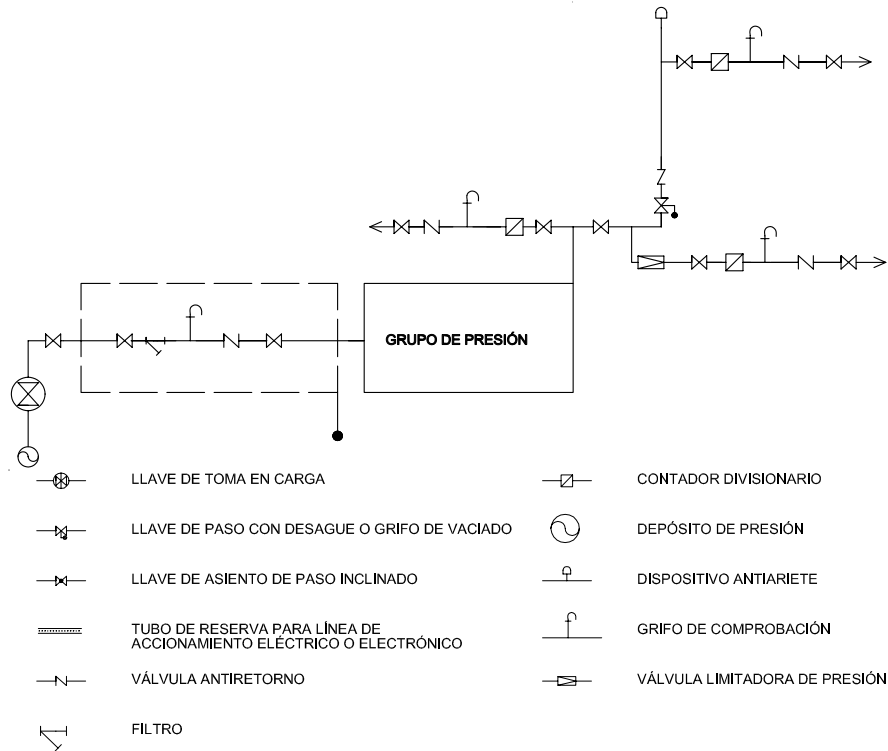 GRUPO DE PRESIÓN
LLAVE DE TOMA EN CARGA
LLAVE DE PASO CON DESAGUE O GRIFO DE VACIADO
LLAVE DE ASIENTO DE PASO INCLINADO
TUBO DE RESERVA PARA LÍNEA DE
ACCIONAMIENTO ELÉCTRICO O ELECTRÓNICO
VÁLVULA ANTIRETORNO
FILTRO
CONTADOR DIVISIONARIO
DEPÓSITO DE PRESIÓN
DISPOSITIVO ANTIARIETE
GRIFO DE COMPROBACIÓN
VÁLVULA LIMITADORA DE PRESIÓN